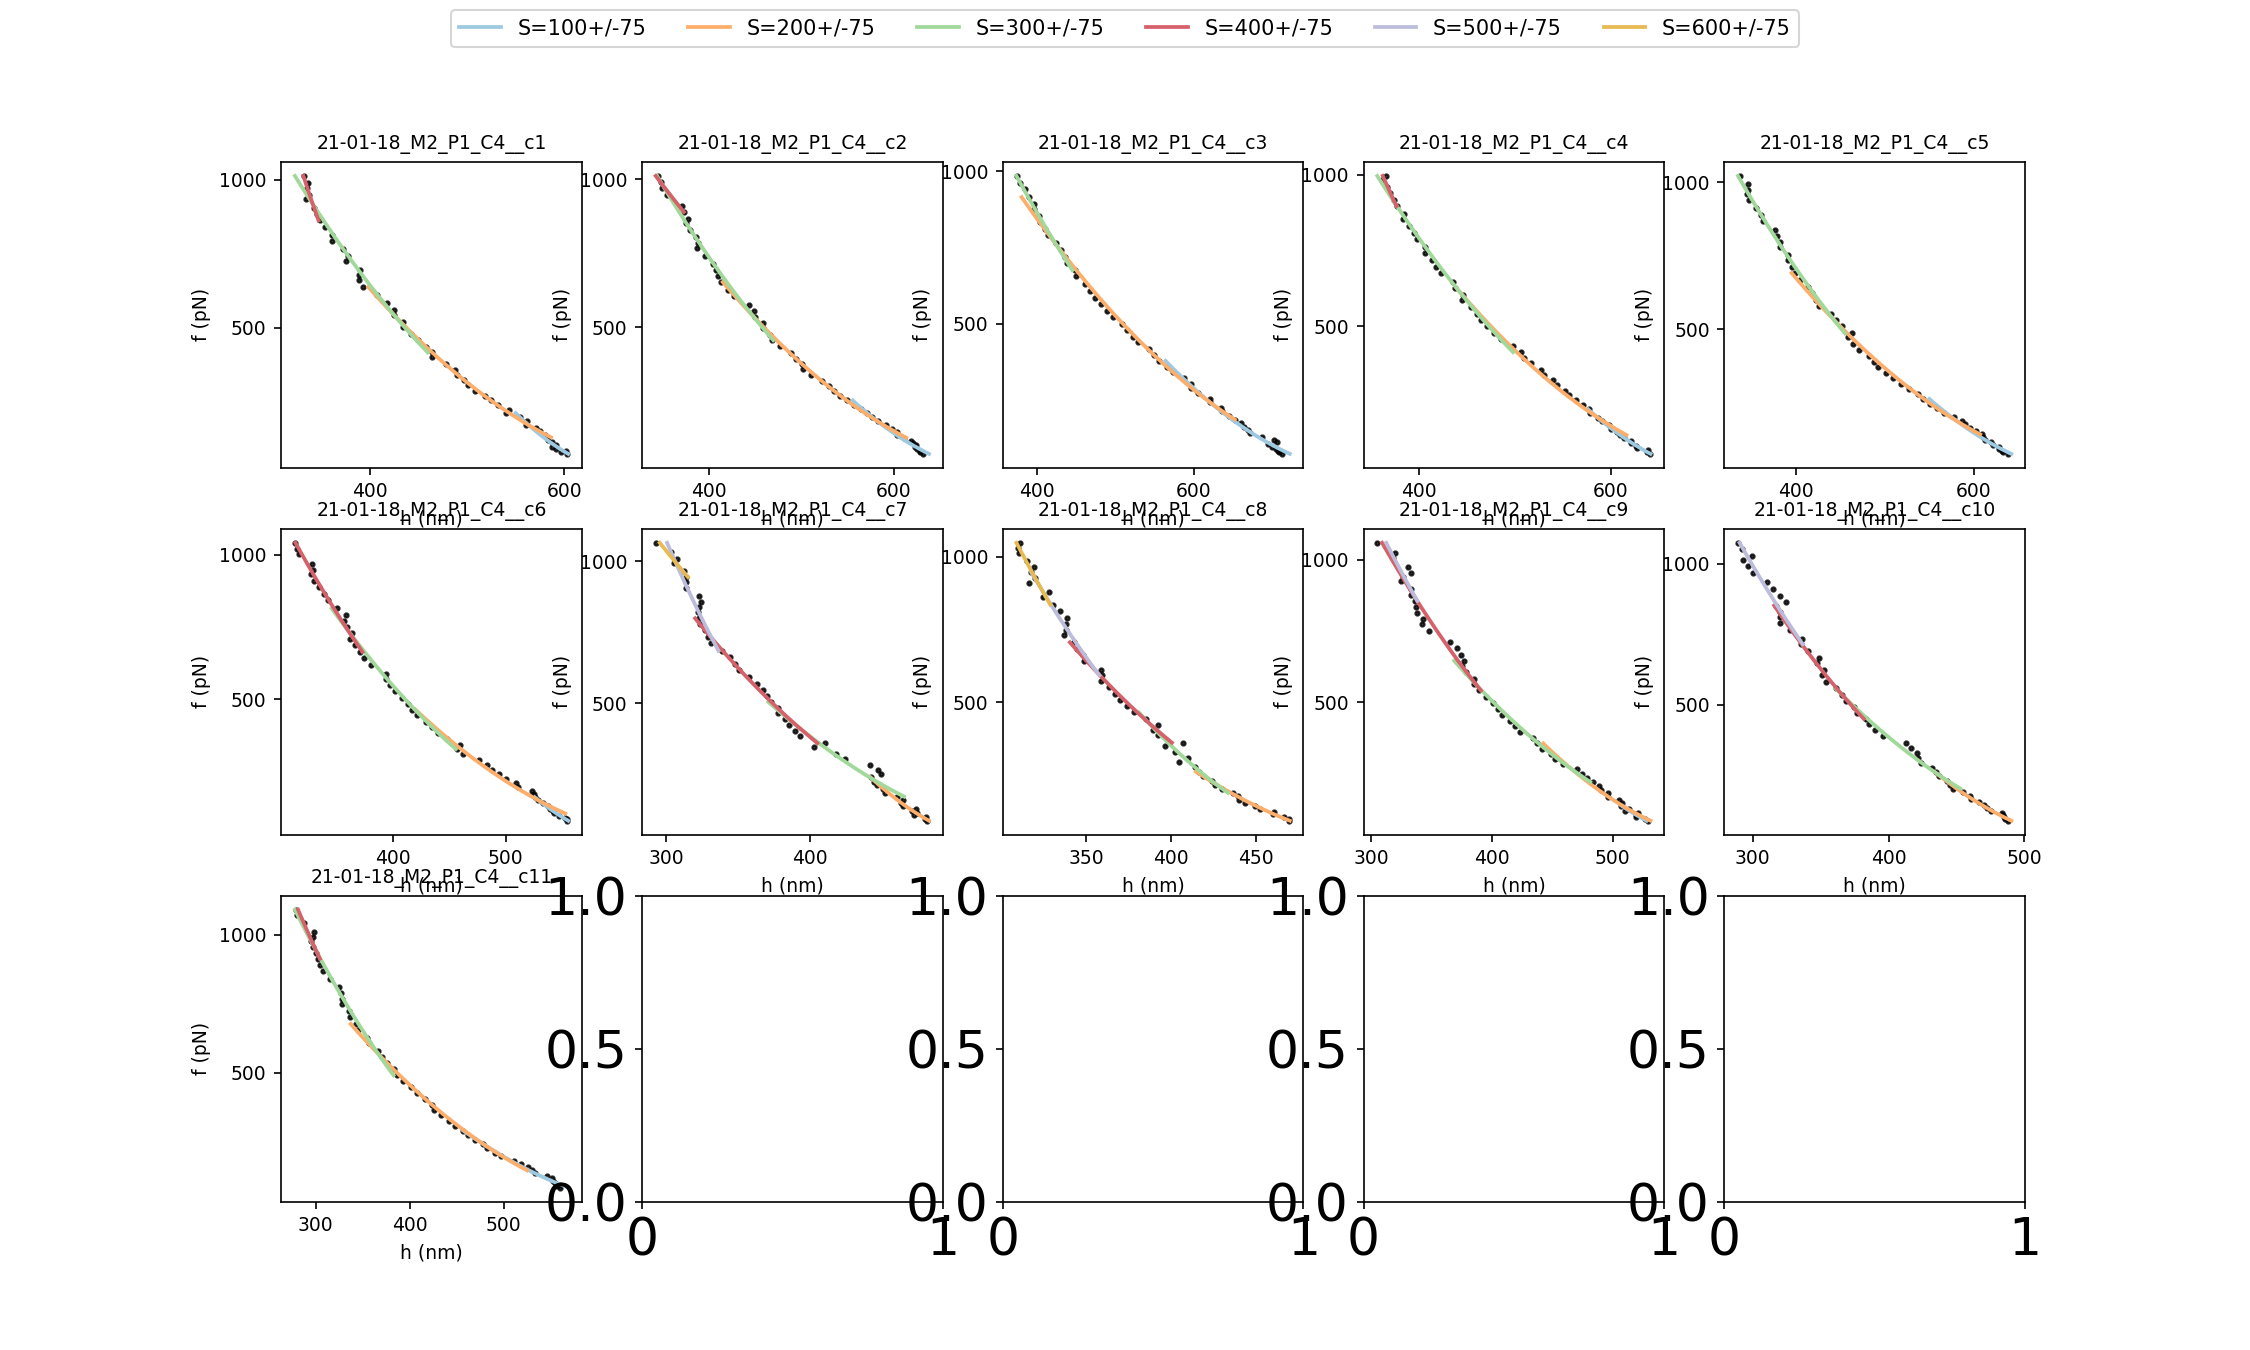 S=100+/-75 S=200+/-75 S=300+/-75 S=400+/-75 S=500+/-75 S=600+/-75
21-01-18_M2_P1_C4__c1 21-01-18_M2_P1_C4__c2 21-01-18_M2_P1_C4__c3 21-01-18_M2_P1_C4__c4 21-01-18_M2_P1_C4__c5
1000 1000 1000 1000 1000
f (pN) f (pN) f (pN) f (pN) f (pN)
500 500 500 500 500
400 600 400 600 400 600 400 600 400 600
h (nm) h (nm) h (nm) h (nm) h (nm)
21-01-18_M2_P1_C4__c6 21-01-18_M2_P1_C4__c7 21-01-18_M2_P1_C4__c8 21-01-18_M2_P1_C4__c9 21-01-18_M2_P1_C4__c10
1000 1000 1000 1000 1000
f (pN) f (pN) f (pN) f (pN) f (pN)
500 500 500 500 500
400 500 300 400 350 400 450 300 400 500 300 400 500
h (nm) h (nm) h (nm) h (nm) h (nm)
21-01-18_M2_P1_C4__c11
1.0 1.0 1.0 1.0
1000
f (pN)
0.5 0.5 0.5 0.5
500
0.0 0.0 0.0 0.0
300 400 500
0 1 0 1 0 1 0 1
h (nm)